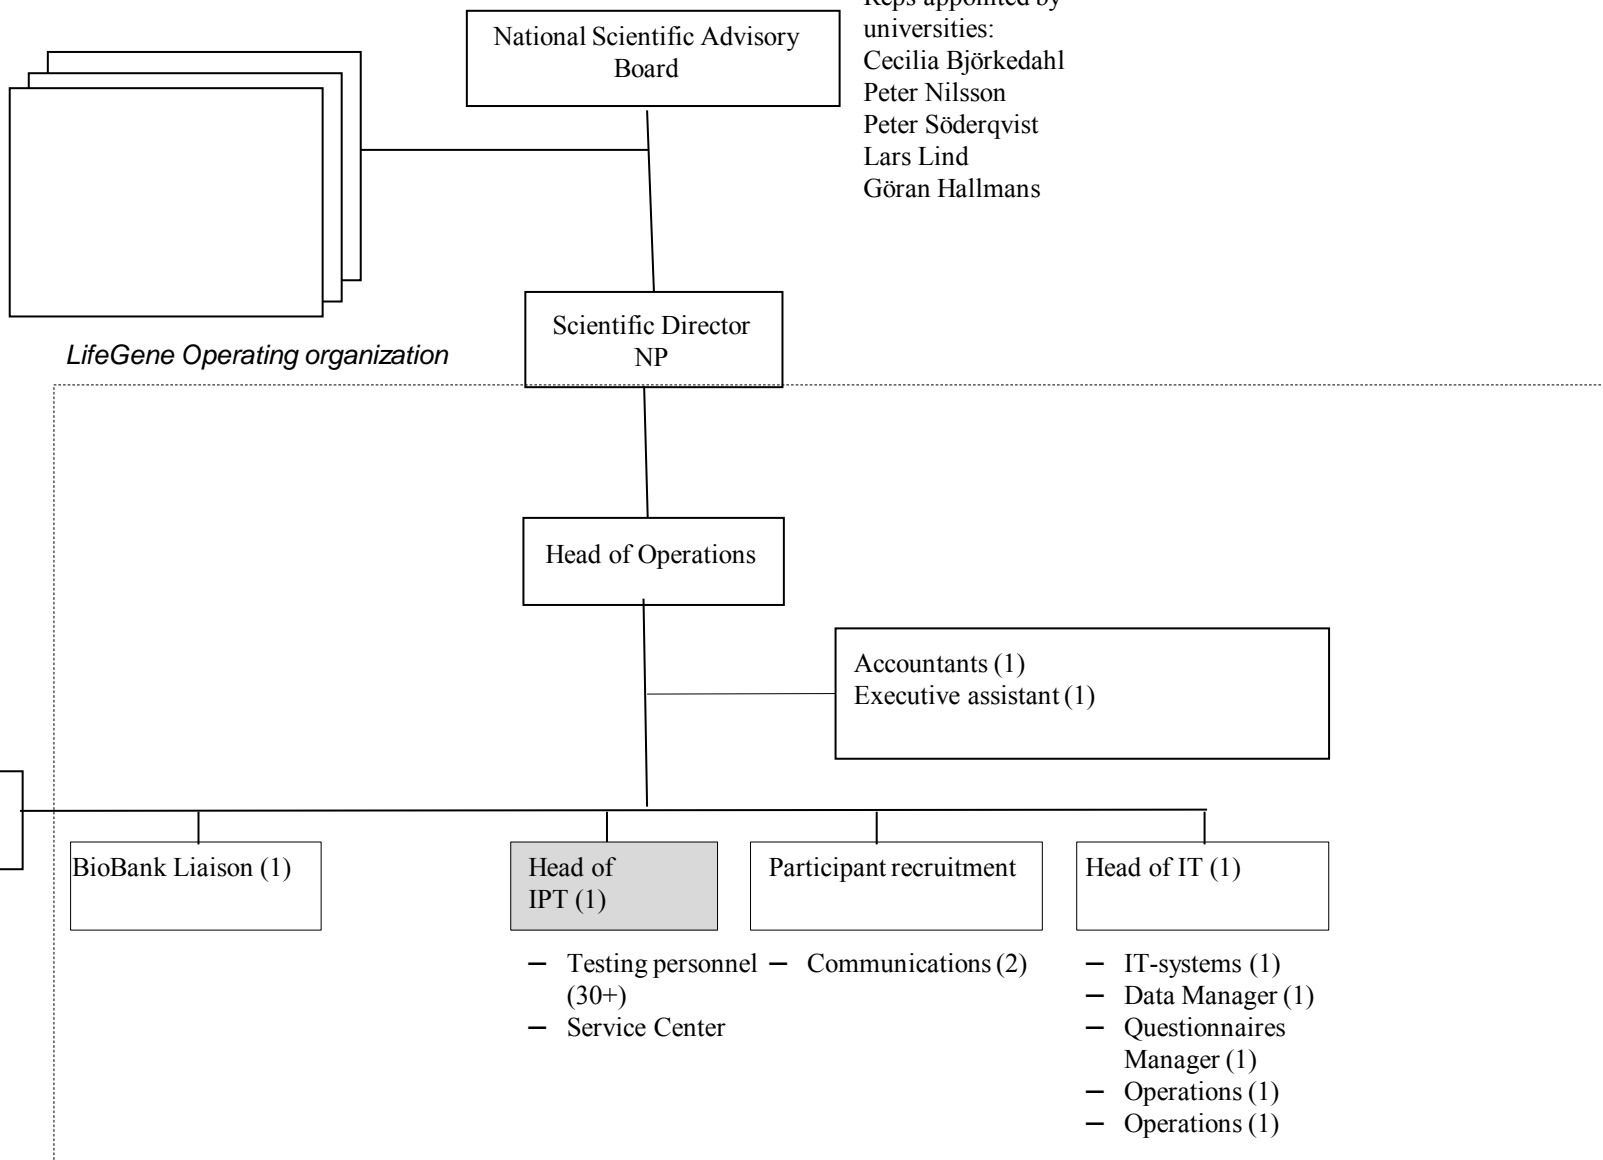 Reps appointed by
universities:
Cecilia Björkedahl
Peter Nilsson
Peter Söderqvist
Lars Lind
Göran Hallmans
National Scientific Advisory
Board
Scientific Director
NP
LifeGene Operating organization
Head of Operations
Accountants (1)
Executive assistant (1)
BioBank Liaison (1)
Head of
IPT (1)
– Testing personnel
(30+)
– Service Center
Participant recruitment
– Communications (2)
Head of IT (1)
– IT-systems (1)
– Data Manager (1)
– Questionnaires
Manager (1)
– Operations (1)
– Operations (1)